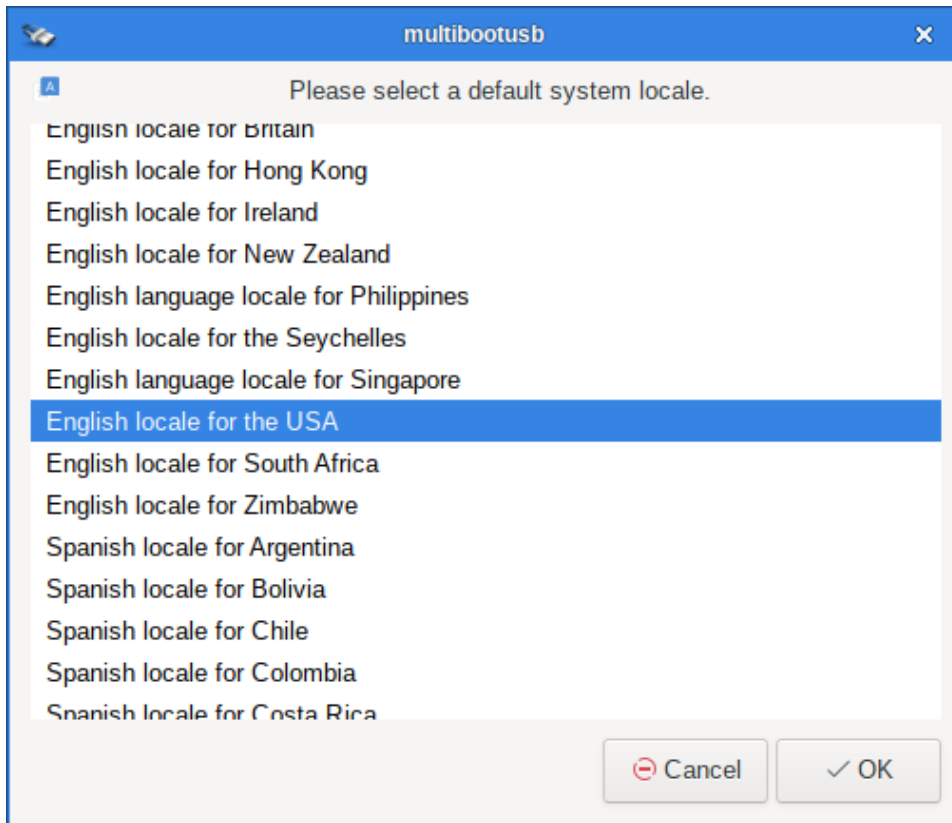 multibootusb
A
Please select a default system locale.
English locale for Britain
English locale for Hong Kong
English locale for Ireland
English locale for New Zealand
English language locale for Philippines
English locale for the Seychelles
English language locale for Singapore
English locale for the USA
English locale for South Africa
English locale for Zimbabwe
Spanish locale for Argentina
Spanish locale for Bolivia
Spanish locale for Chile
Spanish locale for Colombia
Spanish locale for Costa Rica
Cancel
OK